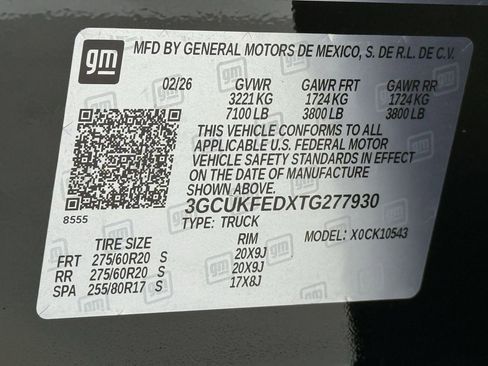 gm MFD BY GENERAL MOTORS DE MEXICO, S. DE R.L. DE C.V.
02/26 GVWR GAWR FRT GAWR RR
3221 KG 1724 KG 1724 KG
7100 LB 3800 LB 3800 LB
THIS VEHICLE CONFORMS TO ALL
APPLICABLE U.S. FEDERAL MOTOR
VEHICLE SAFETY STANDARDS IN EFFECT
ON THE DATE OF MANUFACTURE
SHOWN ABOVE.
3GCUKFEDXTG277930
8555 TYPE: TRUCK
TIRE SIZE RIM MODEL: X0CK10543
FRT 275/60R20 S 20X9J
RR 275/60R20 S 20X9J
SPA 255/80R17 S 17X8J